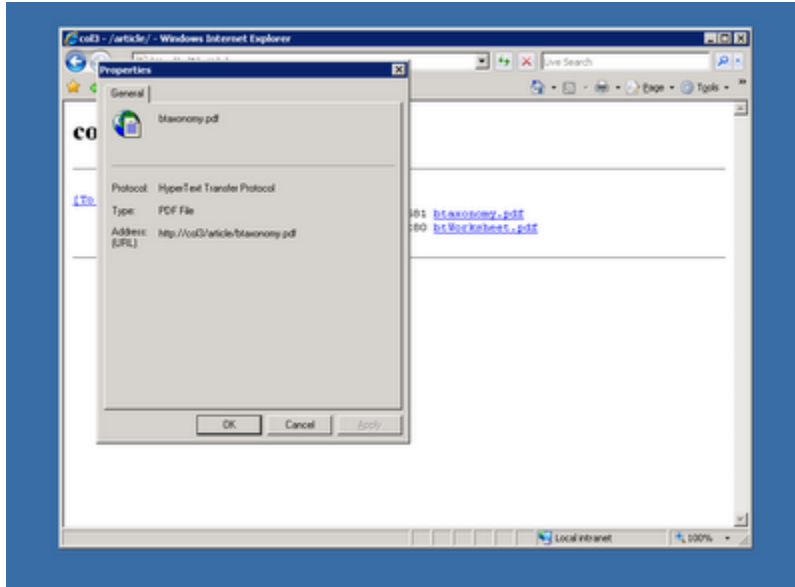 col3 - /article/ - Windows Internet Explorer
Live Search
Page Tools
Properties
General
btaxonomy.pdf
Protocol: HyperText Transfer Protocol
Type: PDF File
Address: http://col3/article/btaxonomy.pdf
(URL)
OK Cancel Apply
co
[To
btaxonomy.pdf
btWorksheet.pdf
Local intranet 100%